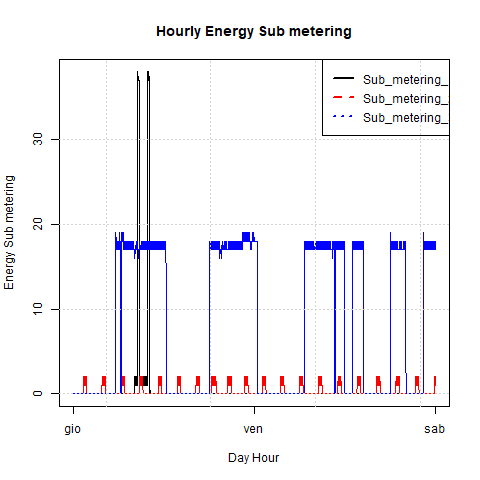 Hourly Energy Sub metering
Sub_metering_
Sub_metering_
Sub_metering_
Energy Sub metering
30
20
10
0
gio
ven
sab
Day Hour